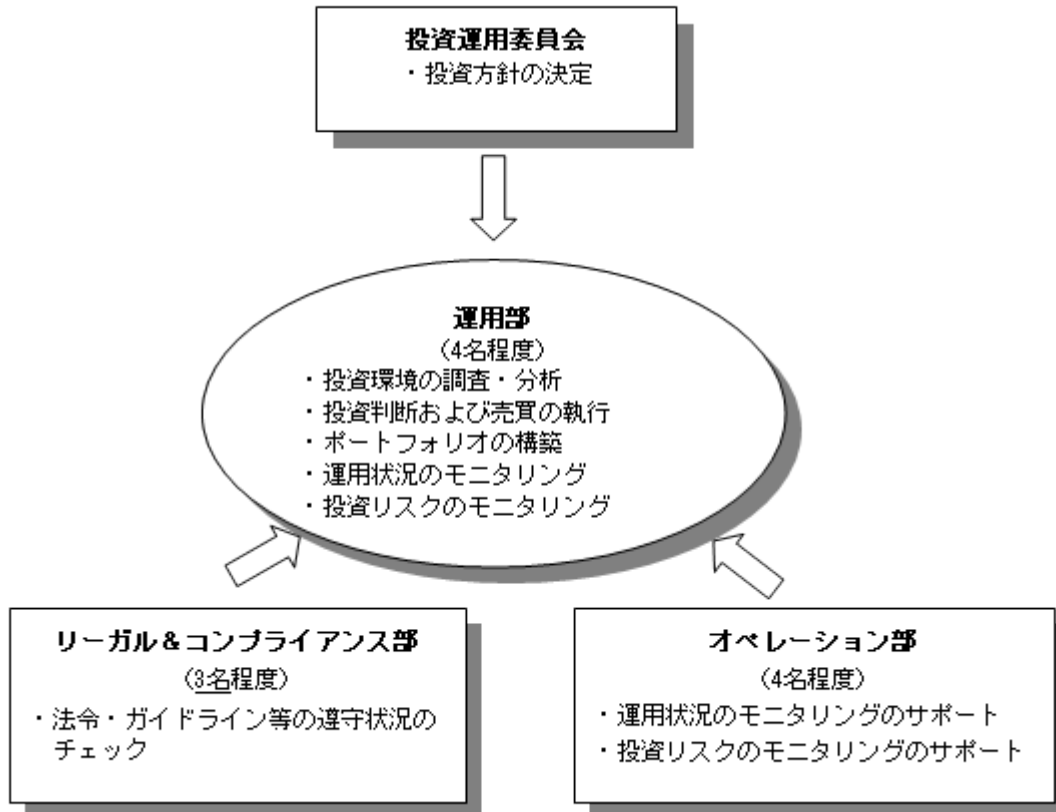 投資運用委員会
・投資方針の決定
運用部
（4名程度）
・投資環境の調査・分析
・投資判断および売買の執行
・ポートフォリオの構築
・運用状況のモニタリング
・投資リスクのモニタリング
リーガル＆コンプライアンス部
（3名程度）
・法令・ガイドライン等の遵守状況の
チェック
オペレーション部
（4名程度）
・運用状況のモニタリングのサポート
・投資リスクのモニタリングのサポート